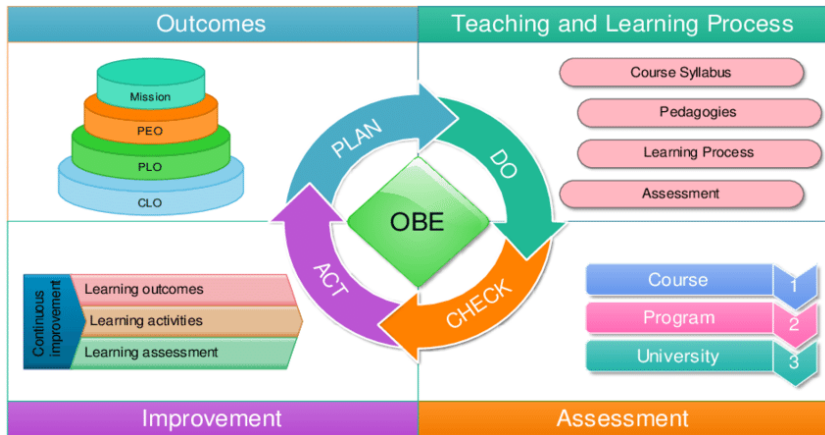 Outcomes
Teaching and Learning Process
Mission
PEO
PLO
CLO
Course Syllabus
Pedagogies
Learning Process
Assessment
PLAN
DO
CHECK
ACT
OBE
Continuous
improvement
Learning outcomes
Learning activities
Learning assessment
Course 1
Program 2
University 3
Improvement
Assessment